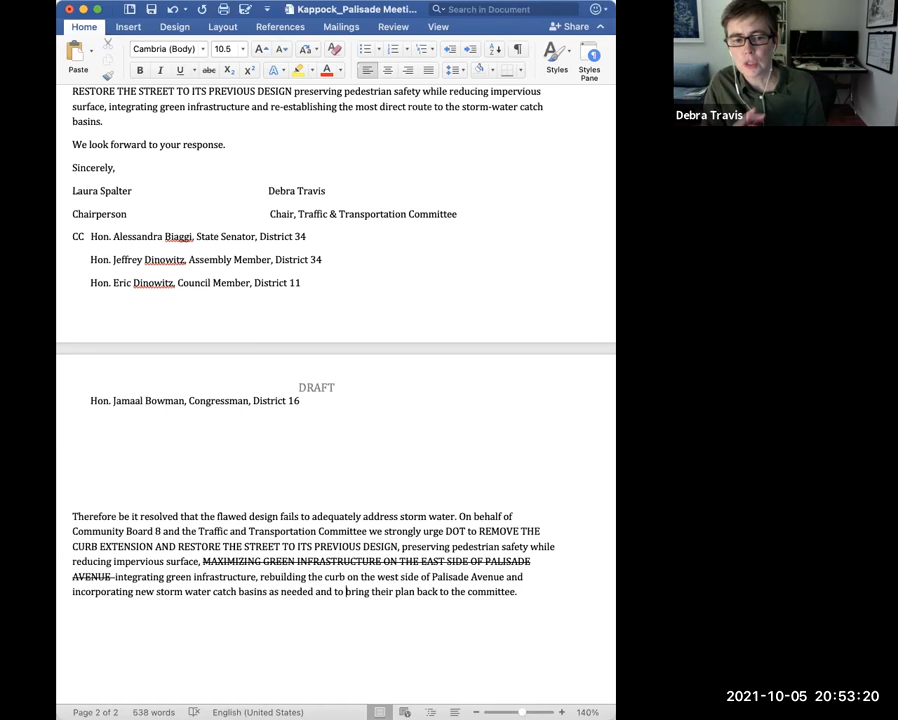 Kappock_Palisade Meeti...
Search in Document
Home Insert Design Layout References Mailings Review View Share
Paste
Cambria (Body) 10.5
Styles
Styles Pane
RESTORE THE STREET TO ITS PREVIOUS DESIGN preserving pedestrian safety while reducing impervious
surface, integrating green infrastructure and re-establishing the most direct route to the storm-water catch
basins.
We look forward to your response.
Sincerely,
Laura Spalter Debra Travis
Chairperson Chair, Traffic & Transportation Committee
CC Hon. Alessandra Biaggi, State Senator, District 34
Hon. Jeffrey Dinowitz, Assembly Member, District 34
Hon. Eric Dinowitz, Council Member, District 11
DRAFT
Hon. Jamaal Bowman, Congressman, District 16
Therefore be it resolved that the flawed design fails to adequately address storm water. On behalf of
Community Board 8 and the Traffic and Transportation Committee we strongly urge DOT to REMOVE THE
CURB EXTENSION AND RESTORE THE STREET TO ITS PREVIOUS DESIGN, preserving pedestrian safety while
reducing impervious surface, MAXIMIZING GREEN INFRASTRUCTURE ON THE EAST SIDE OF PALISADE
AVENUE integrating green infrastructure, rebuilding the curb on the west side of Palisade Avenue and
incorporating new storm water catch basins as needed and to bring their plan back to the committee.
Page 2 of 2 538 words English (United States) 140%
Debra Travis
2021-10-05 20:53:20